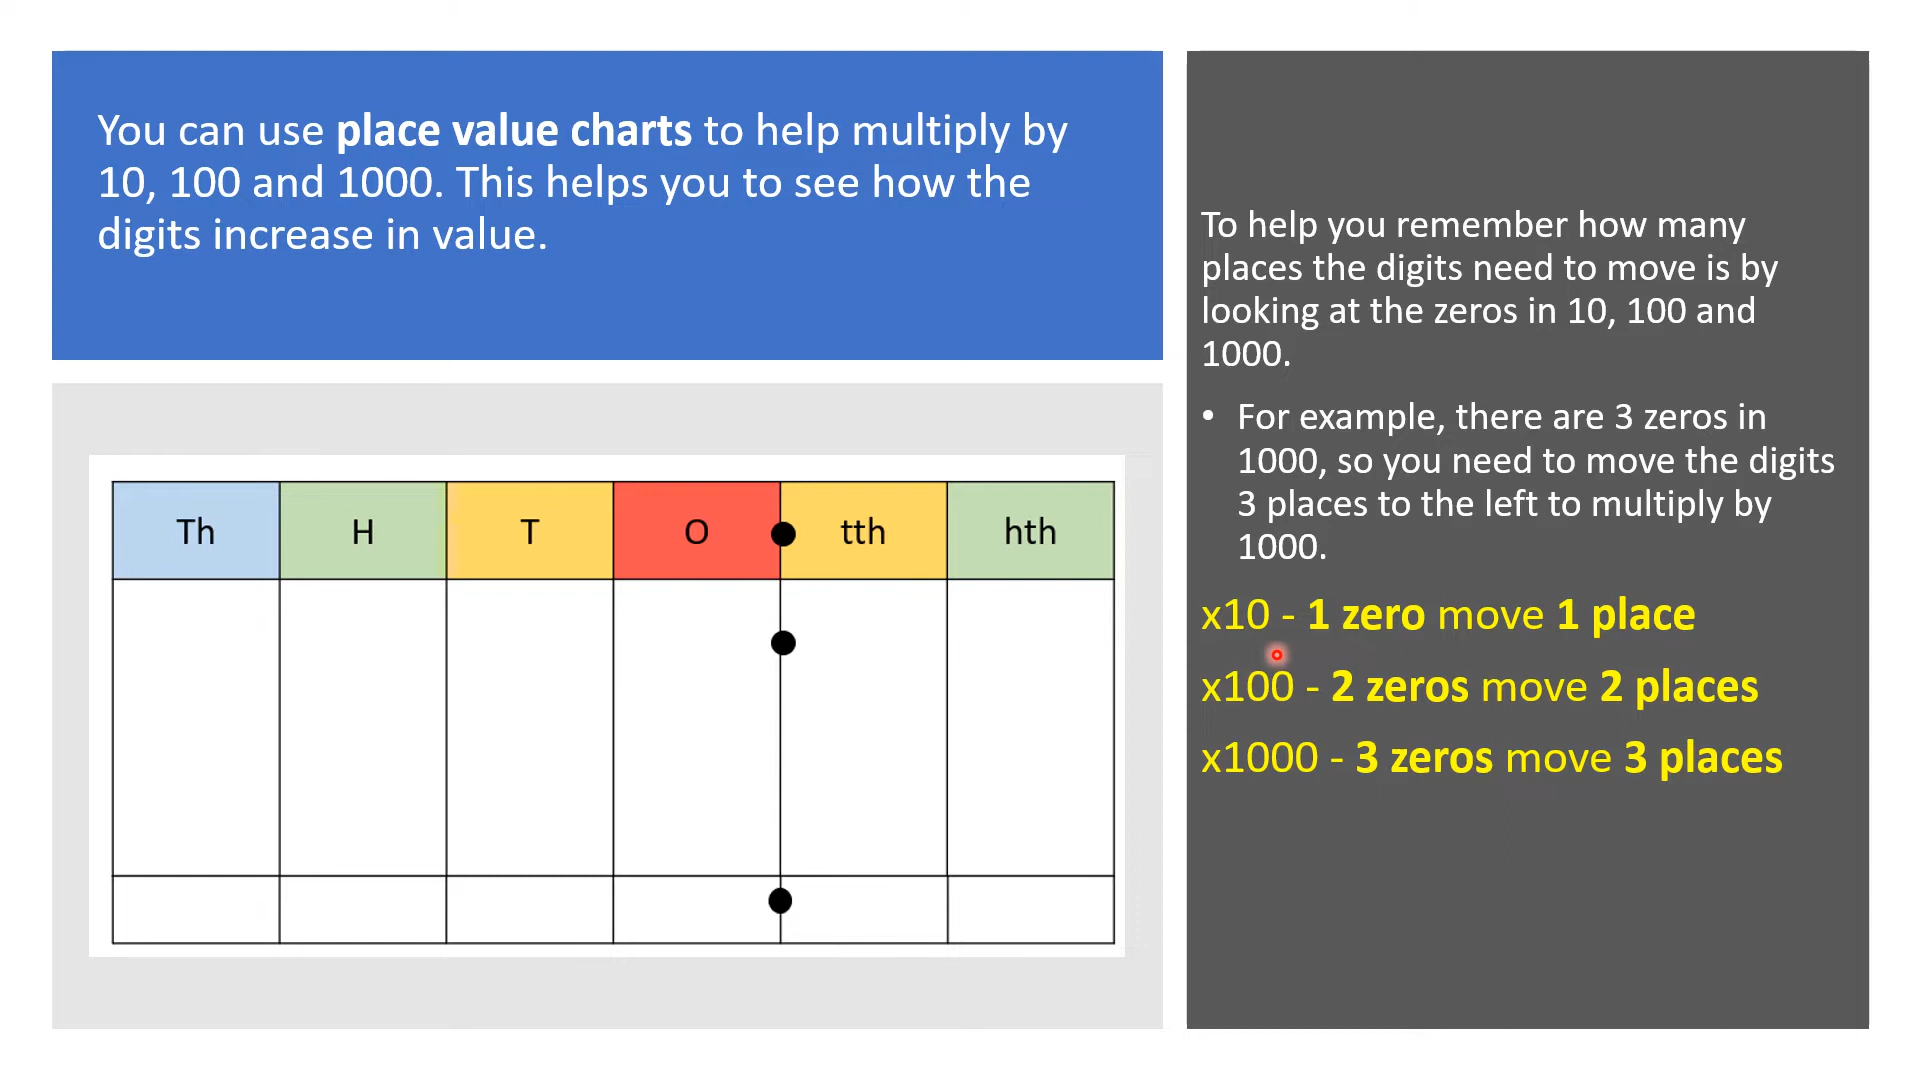 You can use place value charts to help multiply by
10, 100 and 1000. This helps you to see how the
digits increase in value.
Th H T O tth hth
To help you remember how many
places the digits need to move is by
looking at the zeros in 10, 100 and
1000.
• For example, there are 3 zeros in
1000, so you need to move the digits
3 places to the left to multiply by
1000.
x10 - 1 zero move 1 place
x100 - 2 zeros move 2 places
x1000 - 3 zeros move 3 places